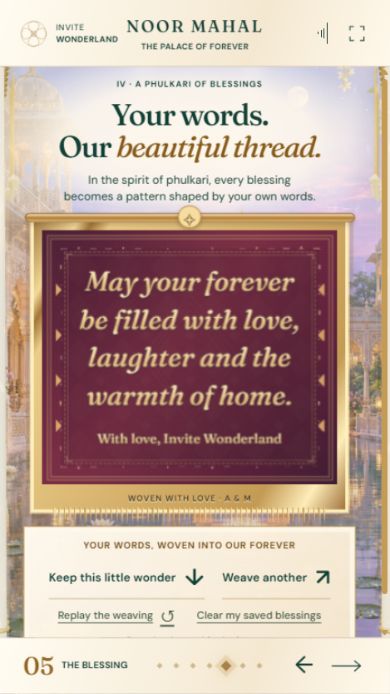 INVITE
WONDERLAND
NOOR MAHAL
THE PALACE OF FOREVER
IV · A PHULKARI OF BLESSINGS
Your words.
Our beautiful thread.
In the spirit of phulkari, every blessing
becomes a pattern shaped by your own words.
May your forever
be filled with love,
laughter and the
warmth of home.
With love, Invite Wonderland
WOVEN WITH LOVE · A & M
YOUR WORDS, WOVEN INTO OUR FOREVER
Keep this little wonder
Weave another
Replay the weaving
Clear my saved blessings
05 THE BLESSING